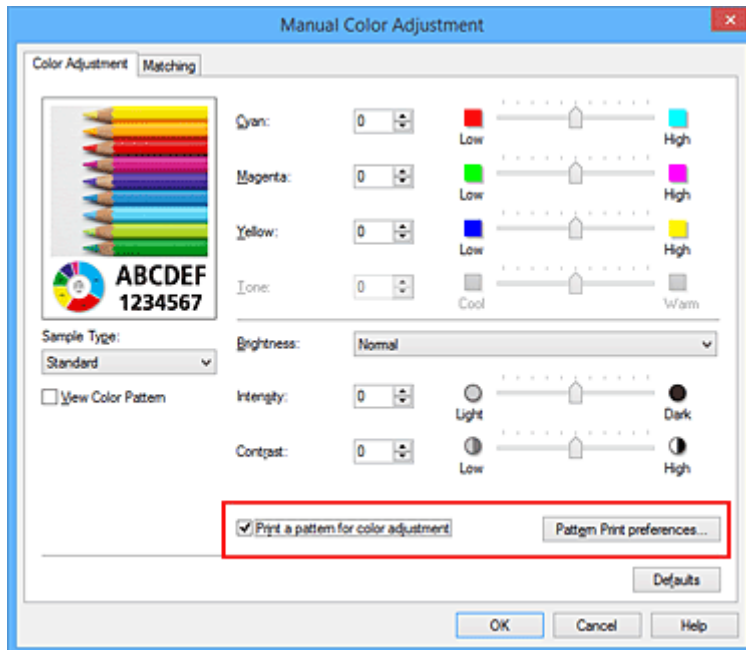 Manual Color Adjustment
Color Adjustment Matching
Cyan: 0 Low High
Magenta: 0 Low High
Yellow: 0 Low High
Tone: 0 Cool Warm
ABCDEF
1234567
Sample Type:
Standard
View Color Pattern
Brightness: Normal
Intensity: 0 Light Dark
Contrast: 0 Low High
Print a pattern for color adjustment Pattern Print preferences...
Defaults
OK Cancel Help